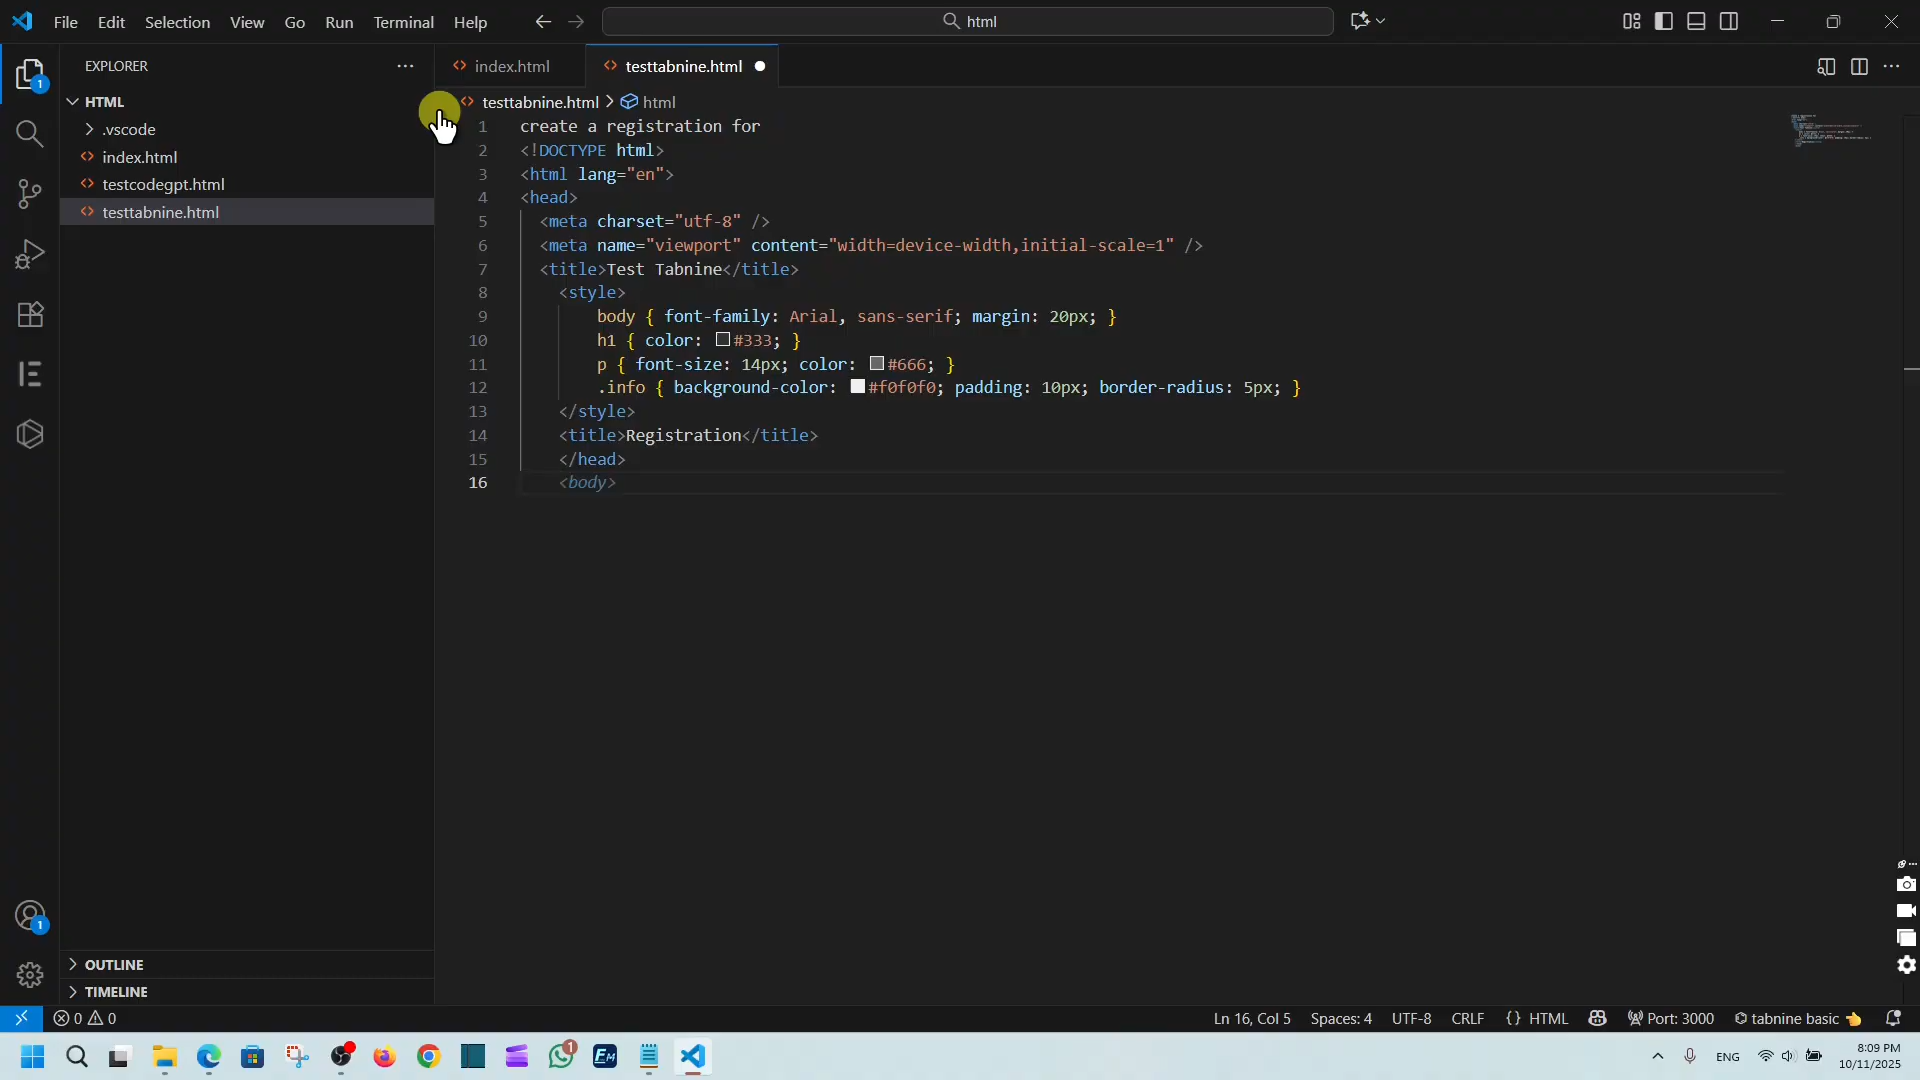 File Edit Selection View Go Run Terminal Help
html
EXPLORER
HTML
.vscode
index.html
testcodegpt.html
testtabnine.html
OUTLINE
TIMELINE
index.html
testtabnine.html
testtabnine.html > html
1 create a registration for
2 <!DOCTYPE html>
3 <html lang="en">
4 <head>
5 <meta charset="utf-8" />
6 <meta name="viewport" content="width=device-width,initial-scale=1" />
7 <title>Test Tabnine</title>
8 <style>
9 body { font-family: Arial, sans-serif; margin: 20px; }
10 h1 { color: #333; }
11 p { font-size: 14px; color: #666; }
12 .info { background-color: #f0f0f0; padding: 10px; border-radius: 5px; }
13 </style>
14 <title>Registration</title>
15 </head>
16 <body>
1
1
0 0
Ln 16, Col 5 Spaces: 4 UTF-8 CRLF {} HTML Port: 3000 tabnine basic
1
FM
ENG
8:09 PM
10/11/2025